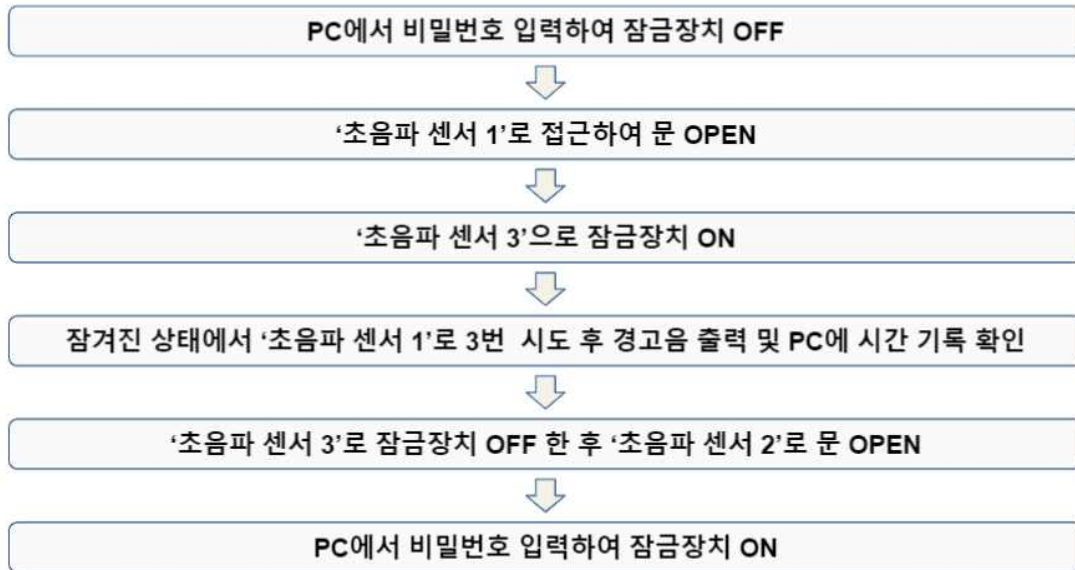 PC에서 비밀번호 입력하여 잠금장치 OFF
‘초음파 센서 1’로 접근하여 문 OPEN
‘초음파 센서 3’으로 잠금장치 ON
잠겨진 상태에서 ‘초음파 센서 1’로 3번 시도 후 경고음 출력 및 PC에 시간 기록 확인
‘초음파 센서 3’로 잠금장치 OFF 한 후 ‘초음파 센서 2’로 문 OPEN
PC에서 비밀번호 입력하여 잠금장치 ON